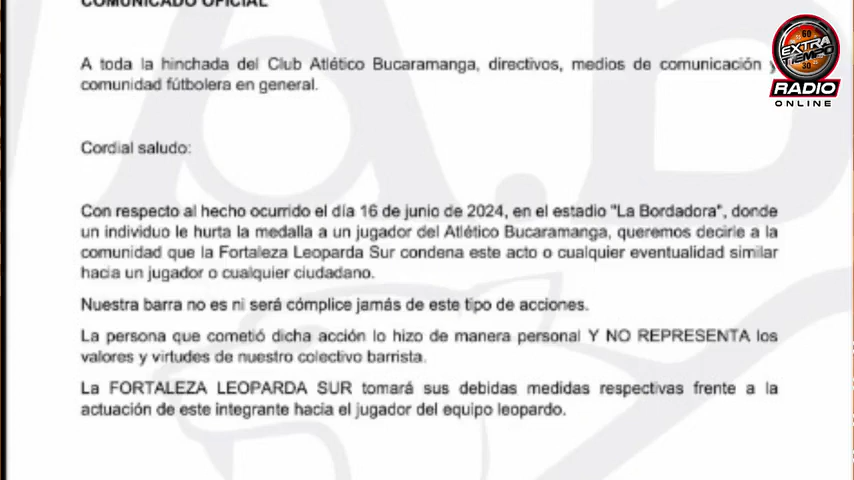 COMUNICADO OFICIAL
A toda la hinchada del Club Atlético Bucaramanga, directivos, medios de comunicación y
comunidad fútbolera en general.
Cordial saludo:
Con respecto al hecho ocurrido el día 16 de junio de 2024, en el estadio "La Bordadora", donde
un individuo le hurta la medalla a un jugador del Atlético Bucaramanga, queremos decirle a la
comunidad que la Fortaleza Leoparda Sur condena este acto o cualquier eventualidad similar
hacia un jugador o cualquier ciudadano.
Nuestra barra no es ni será cómplice jamás de este tipo de acciones.
La persona que cometió dicha acción lo hizo de manera personal Y NO REPRESENTA los
valores y virtudes de nuestro colectivo barrista.
La FORTALEZA LEOPARDA SUR tomará sus debidas medidas respectivas frente a la
actuación de este integrante hacia el jugador del equipo leopardo.
60
EXTRA
TIEMPO
30
RADIO
ONLINE